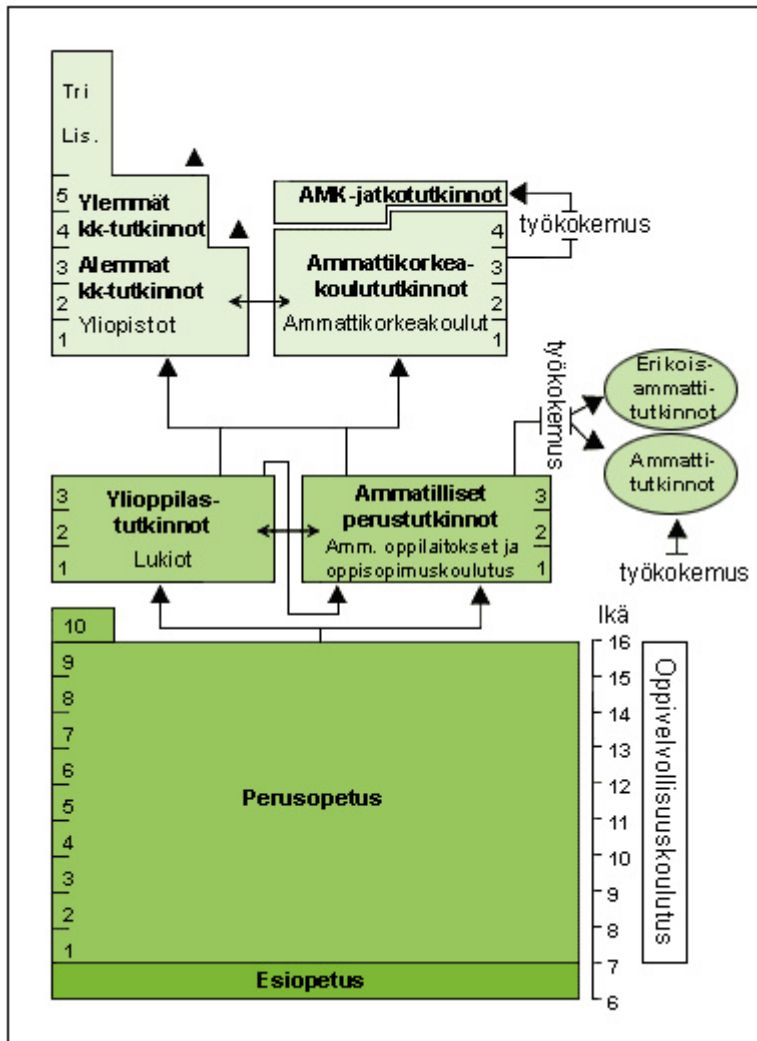 Tri
Lis.
5
4
3
2
1
Ylemmät
kk-tutkinnot
Alemmat
kk-tutkinnot
Yliopistot
AMK-jatkotutkinnot
työkokemus
4
3
2
1
Ammattikorkea-
koulututkinnot
Ammattikorkeakoulut
työkokemus
Erikois-
ammatti-
tutkinnot
Ammatti-
tutkinnot
työkokemus
3
2
1
Ylioppilas-
tutkinnot
Lukiot
Ammatilliset
perustutkinnot
Amm. oppilaitokset ja
oppisopimuskoulutus
3
2
1
10
9
8
7
6
5
4
3
2
1
Perusopetus
Esiopetus
Ikä
16
15
14
13
12
11
10
9
8
7
6
Oppivelvollisuuskoulutus